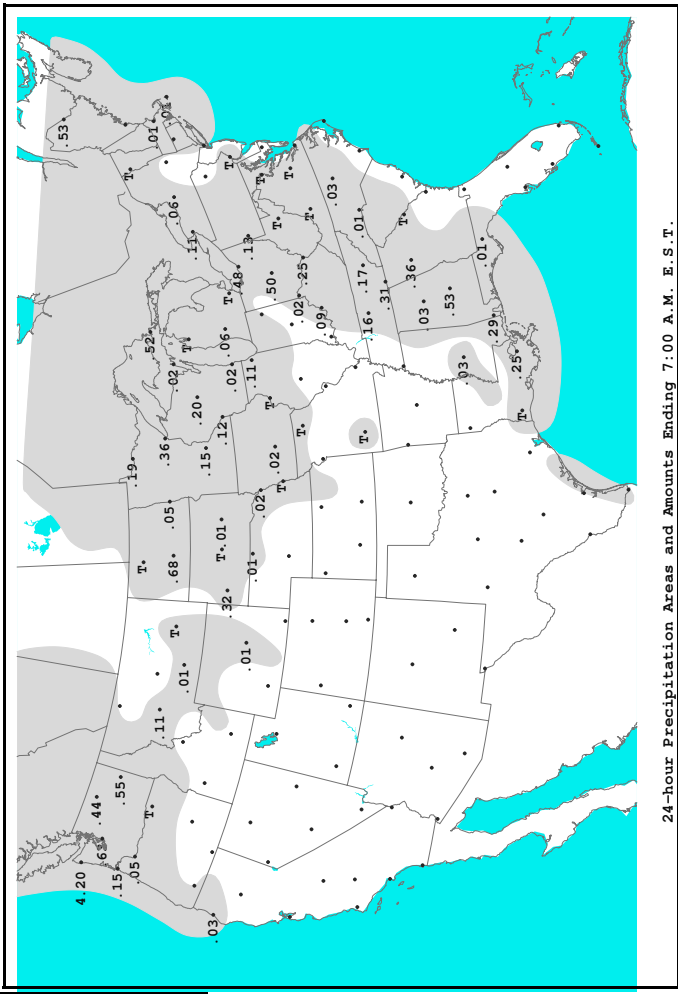 .53
4.20
.44
.63
.15
.55
T
.19
.05
T
T
.52
.01
.11
.36
.01
.05
T
.68
.02
.06
T
.01
.11
.20
.15
.03
T
.01
.12
.06
T
T
.32
.02
.48
.01
.13
.11
.01
.02
T
T
.50
.02
T
T
T
.02
T
.25
T
.09
.03
.01
.17
T
.16
.31
T
.36
.03
.53
.03
.01
.29
.25
T
24-hour Precipitation Areas and Amounts Ending 7:00 A.M. E.S.T.